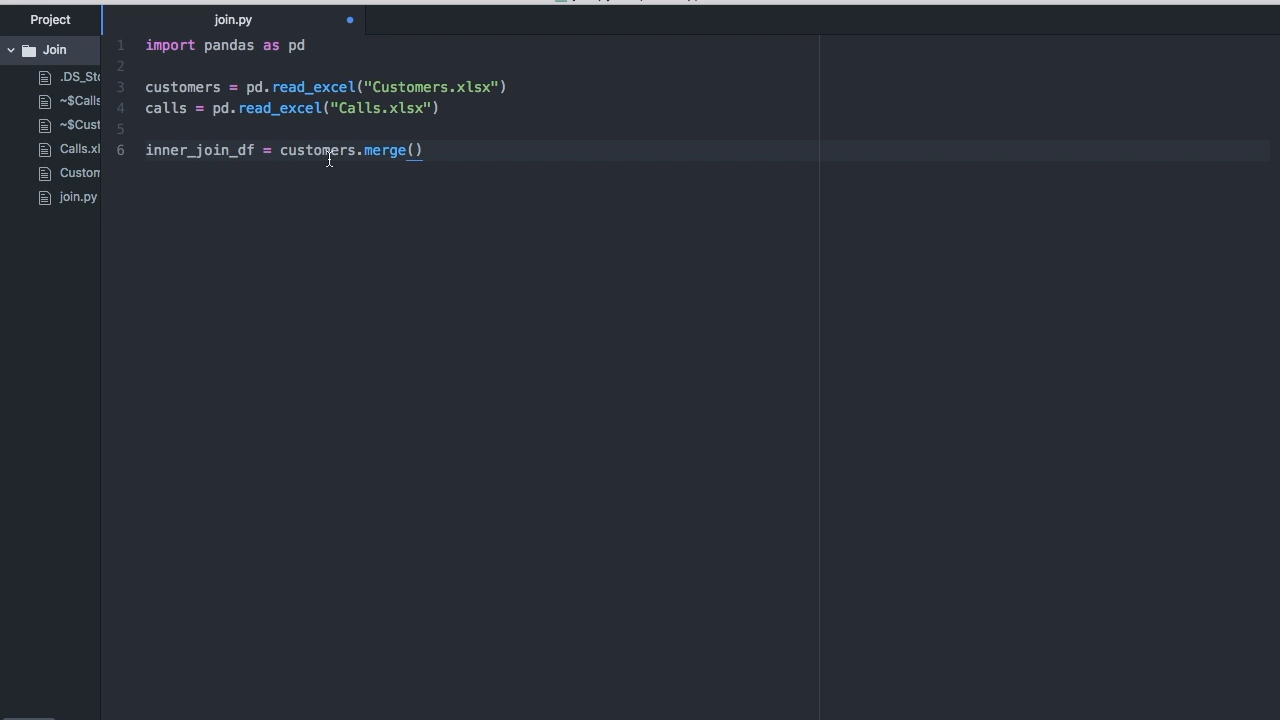 Project
join.py
Join
.DS_Sto
~$Calls
~$Cust
Calls.xl
Custom
join.py
1 import pandas as pd
2
3 customers = pd.read_excel("Customers.xlsx")
4 calls = pd.read_excel("Calls.xlsx")
5
6 inner_join_df = customers.merge()